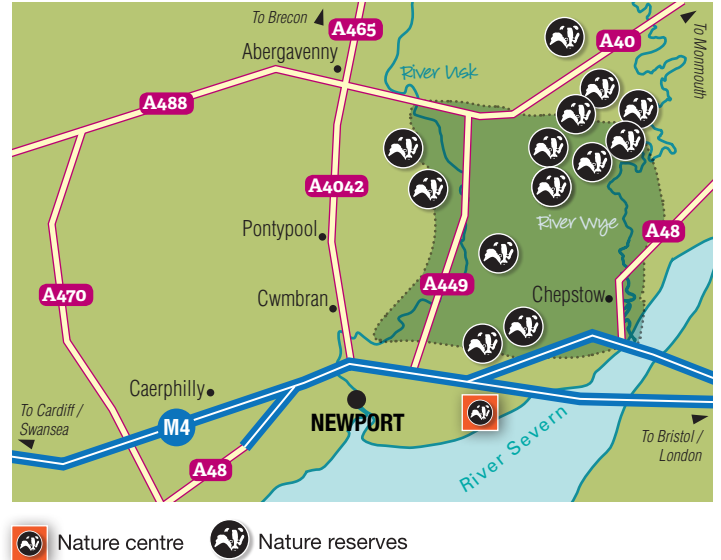 To Brecon
A465
Abergavenny
A40
To Monmouth
River Usk
A488
A4042
Pontypool
River Wye
A48
A470
A449
Cwmbran
Chepstow
Caerphilly
To Cardiff /
Swansea
M4
NEWPORT
A48
River Severn
To Bristol /
London
Nature centre
Nature reserves